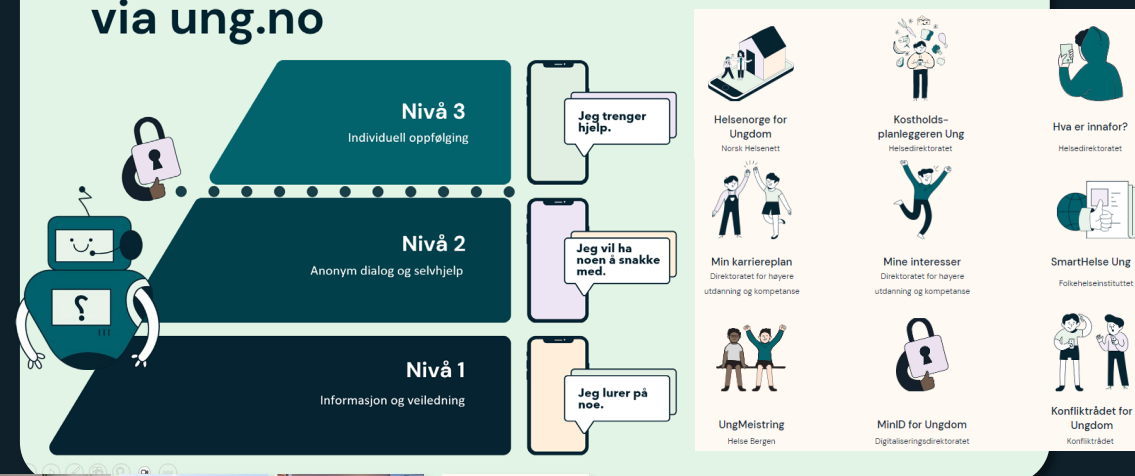 via ung.no
Nivå 3
Individuell oppfølging
Jeg trenger
hjelp.
Nivå 2
Anonym dialog og selvhjelp
Jeg vil ha
noen å snakke
med.
?
Nivå 1
Informasjon og veiledning
Jeg lurer på
noe.
Helsenorge for
Ungdom
Norsk Helsenett
Kostholds-
planleggeren Ung
Helsedirektoratet
Hva er innafor?
Helsedirektoratet
Min karriereplan
Direktoratet for høyere
utdanning og kompetanse
Mine interesser
Direktoratet for høyere
utdanning og kompetanse
SmartHelse Ung
Folkehelseinstituttet
UngMeistring
Helse Bergen
MinID for Ungdom
Digitaliseringsdirektoratet
Konfliktrådet for
Ungdom
Konfliktrådet